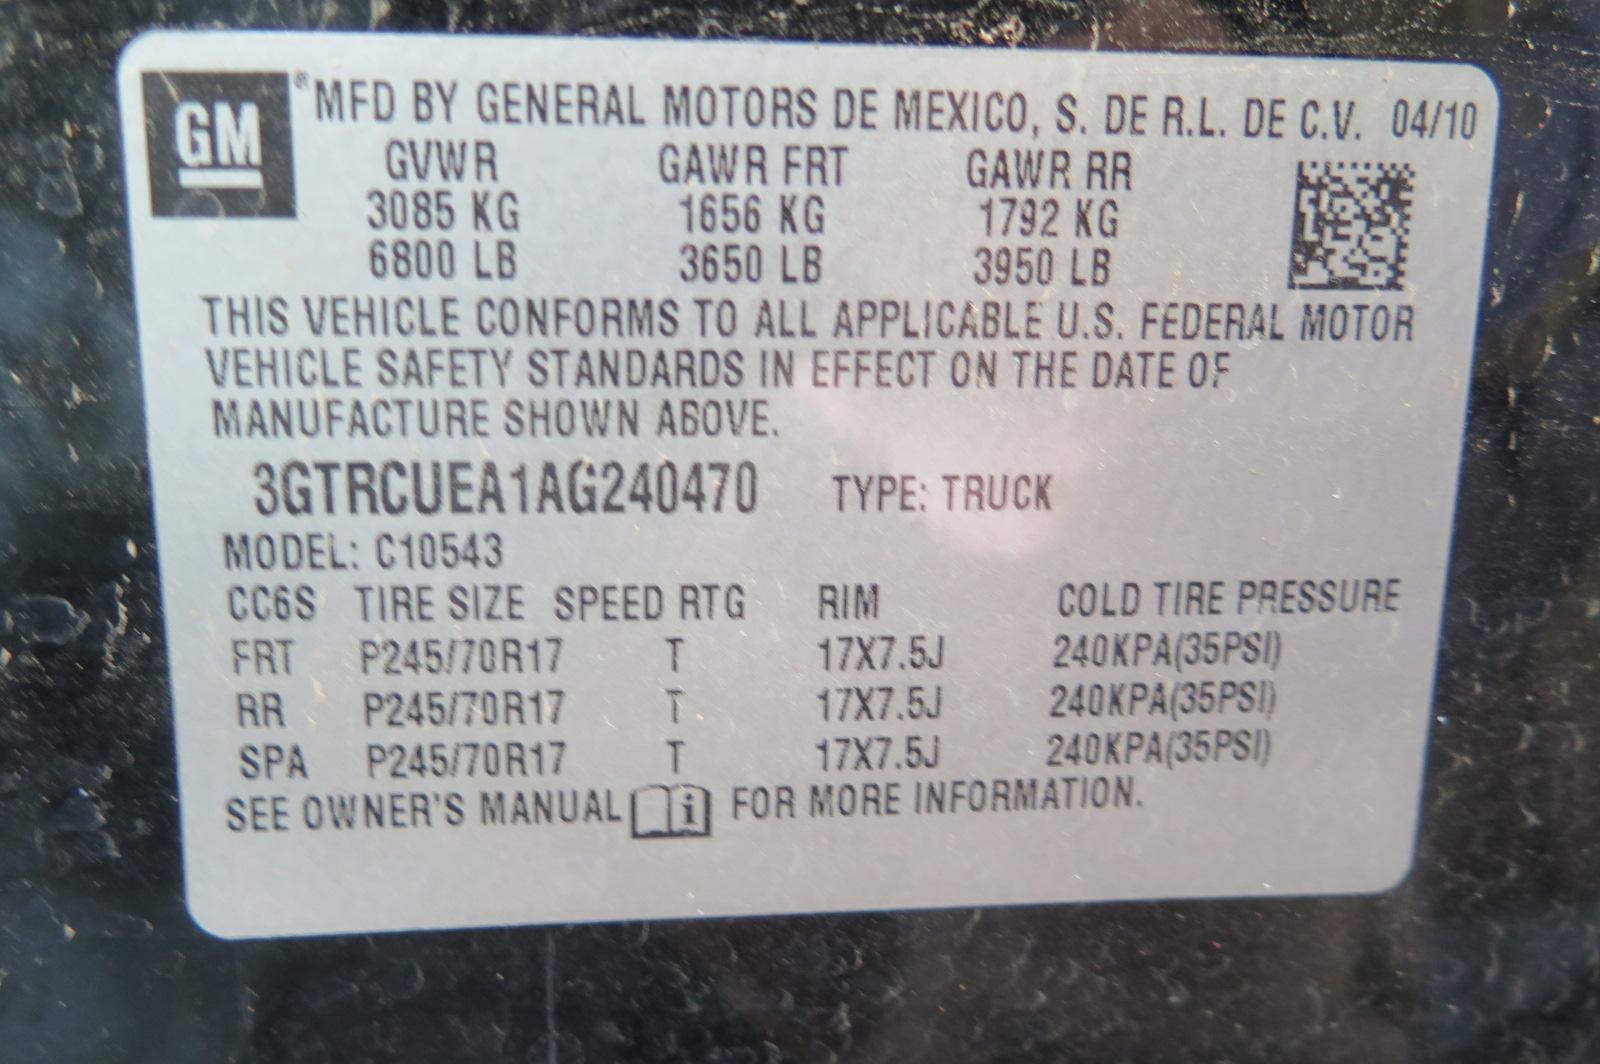 GM ® MFD BY GENERAL MOTORS DE MEXICO, S. DE R.L. DE C.V. 04/10
GVWR GAWR FRT GAWR RR
3085 KG 1656 KG 1792 KG
6800 LB 3650 LB 3950 LB
THIS VEHICLE CONFORMS TO ALL APPLICABLE U.S. FEDERAL MOTOR
VEHICLE SAFETY STANDARDS IN EFFECT ON THE DATE OF
MANUFACTURE SHOWN ABOVE.
3GTRCUEA1AG240470 TYPE: TRUCK
MODEL: C10543
CC6S TIRE SIZE SPEED RTG RIM COLD TIRE PRESSURE
FRT P245/70R17 T 17X7.5J 240KPA(35PSI)
RR P245/70R17 T 17X7.5J 240KPA(35PSI)
SPA P245/70R17 T 17X7.5J 240KPA(35PSI)
SEE OWNER'S MANUAL i FOR MORE INFORMATION.